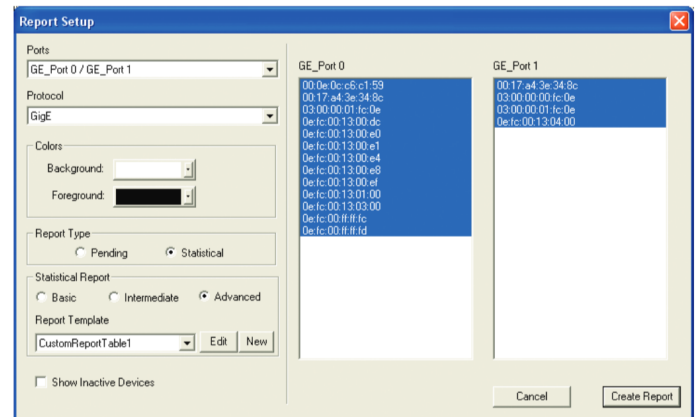 Report Setup
Ports
GE_Port 0 / GE_Port 1
Protocol
GigE
Colors
Background:
Foreground:
Report Type
Pending
Statistical
Statistical Report
Basic
Intermediate
Advanced
Report Template
CustomReportTable1
Edit
New
Show Inactive Devices
GE_Port 0
00:0e:0c:c6:c1:59
00:17:a4:3e:34:8c
03:00:00:01:fc:0e
0e:fc:00:13:00:dc
0e:fc:00:13:00:e0
0e:fc:00:13:00:e1
0e:fc:00:13:00:e4
0e:fc:00:13:00:e8
0e:fc:00:13:00:ef
0e:fc:00:13:01:00
0e:fc:00:13:03:00
0e:fc:00:ff:ff:fc
0e:fc:00:ff:ff:fd
GE_Port 1
00:17:a4:3e:34:8c
03:00:00:00:fc:0e
03:00:00:01:fc:0e
0e:fc:00:13:04:00
Cancel
Create Report